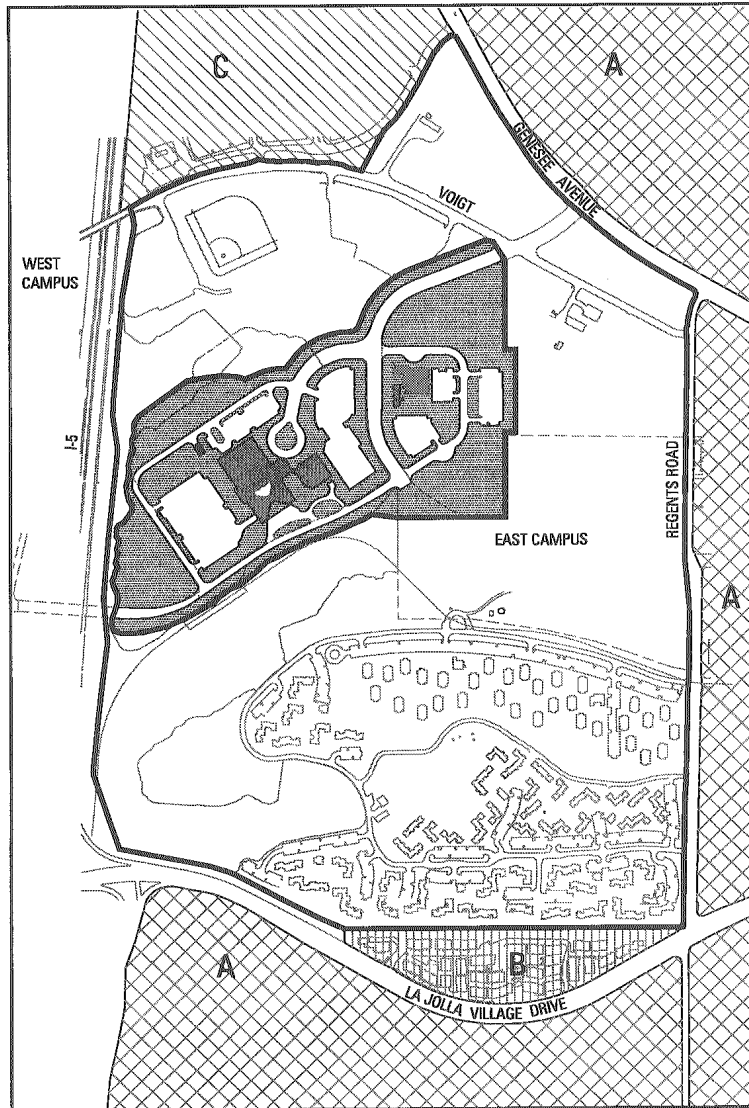 C
A
GENESEE AVENUE
VOIGT
WEST
CAMPUS
I-5
REGENTS ROAD
EAST CAMPUS
A
A
B
LA JOLLA VILLAGE DRIVE